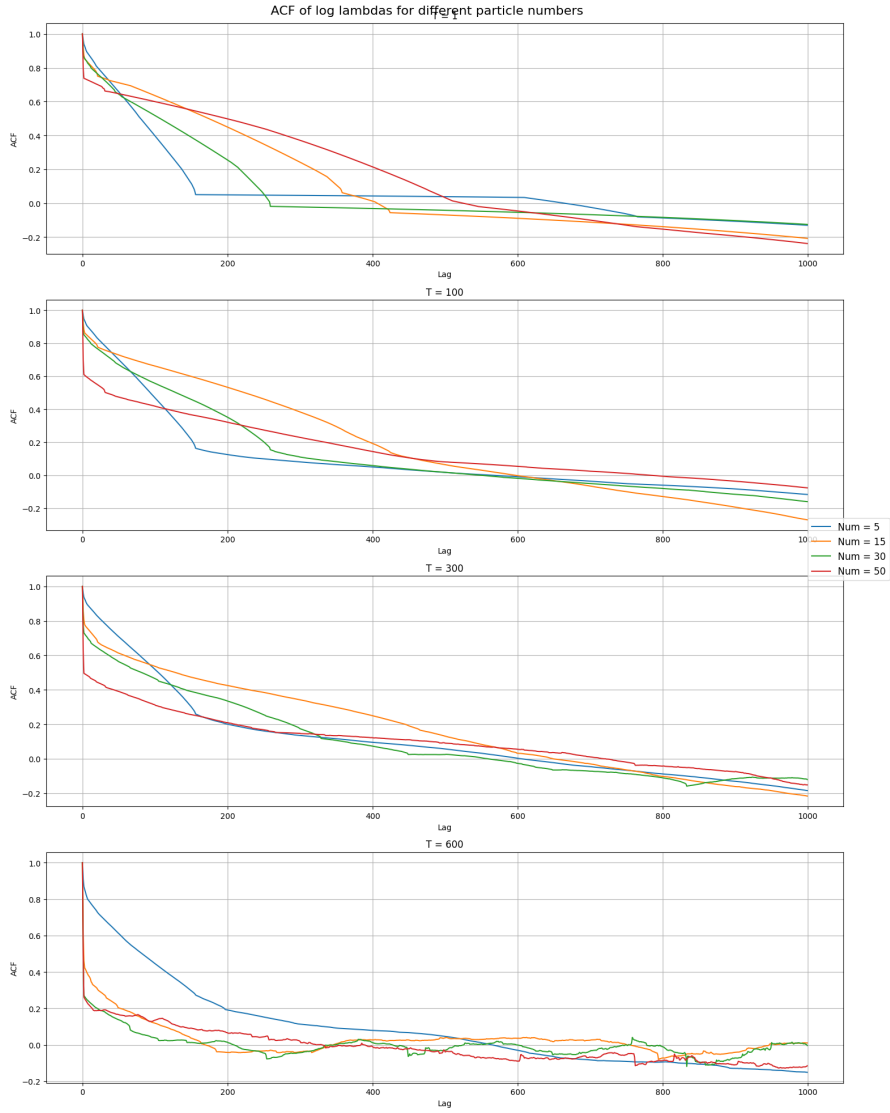 ACF of log lambdas for different particle numbers
T = 1
1.0
0.8
0.6
0.4
0.2
0.0
−0.2
ACF
0 200 400 600 800 1000
Lag
T = 100
1.0
0.8
0.6
0.4
0.2
0.0
−0.2
ACF
0 200 400 600 800 1000
Lag
Num = 5
Num = 15
Num = 30
Num = 50
T = 300
1.0
0.8
0.6
0.4
0.2
0.0
−0.2
ACF
0 200 400 600 800 1000
Lag
T = 600
1.0
0.8
0.6
0.4
0.2
0.0
−0.2
ACF
0 200 400 600 800 1000
Lag